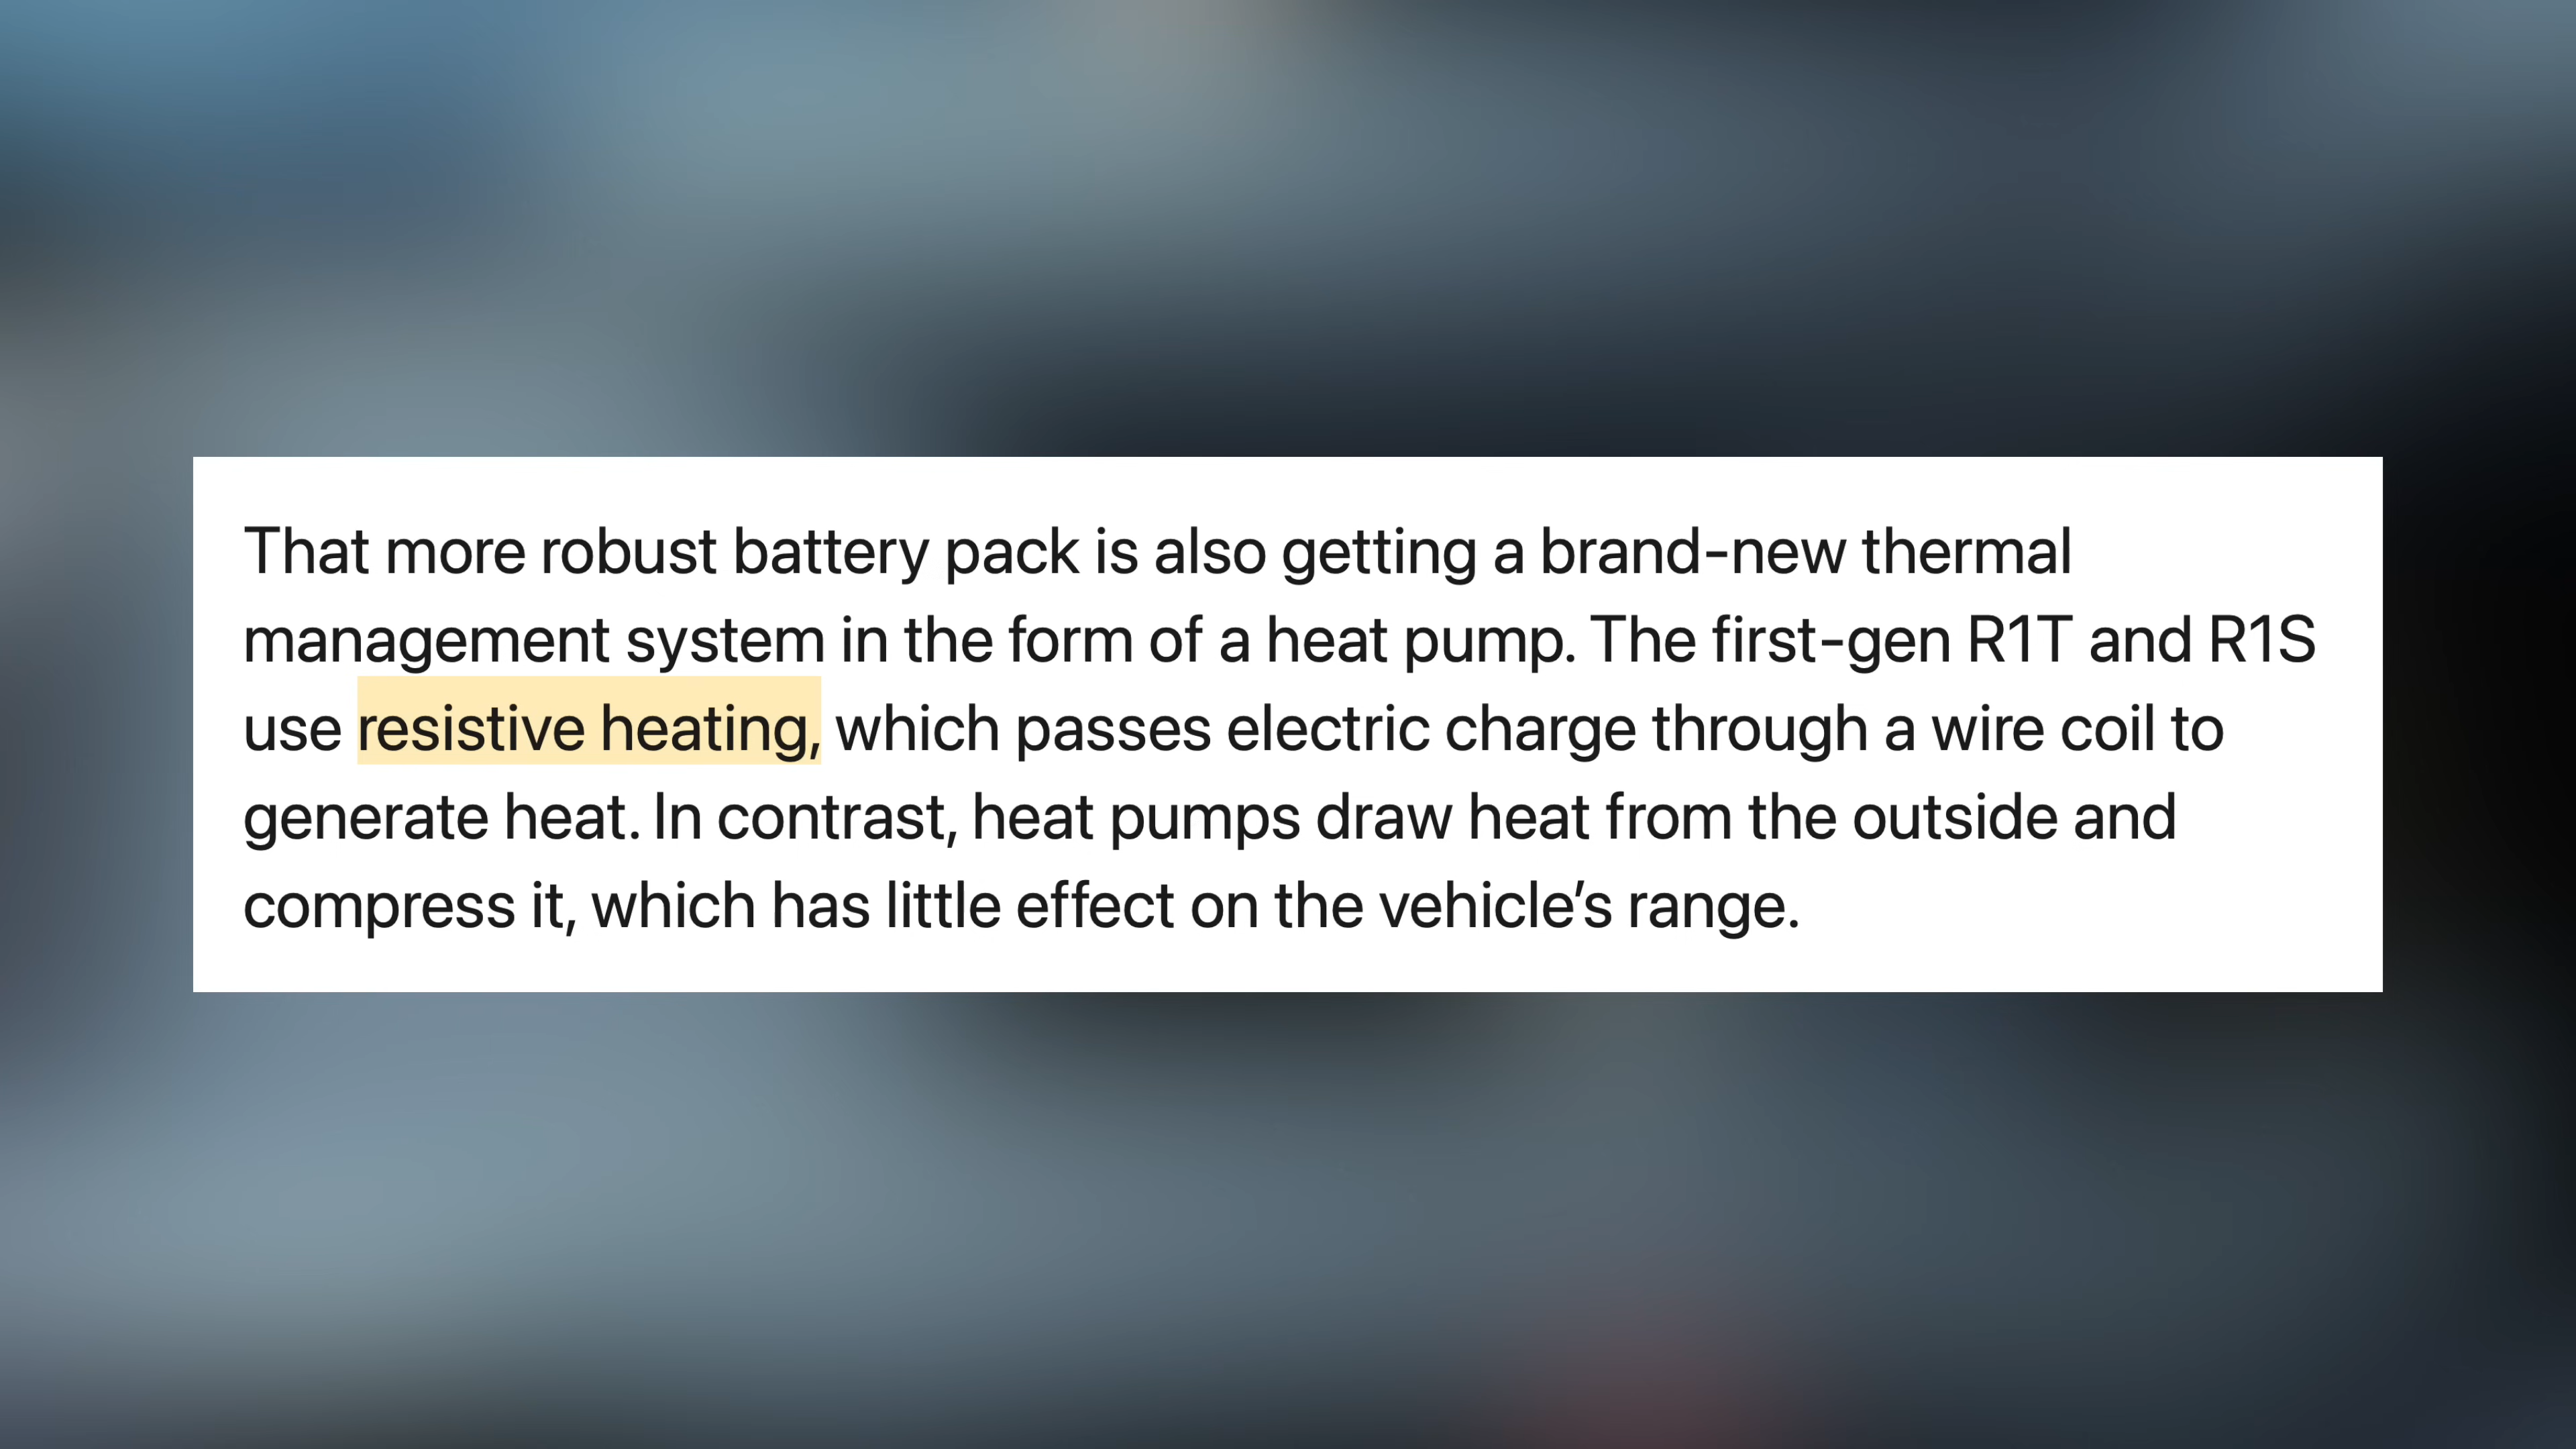 That more robust battery pack is also getting a brand-new thermal
management system in the form of a heat pump. The first-gen R1T and R1S
use resistive heating, which passes electric charge through a wire coil to
generate heat. In contrast, heat pumps draw heat from the outside and
compress it, which has little effect on the vehicle’s range.